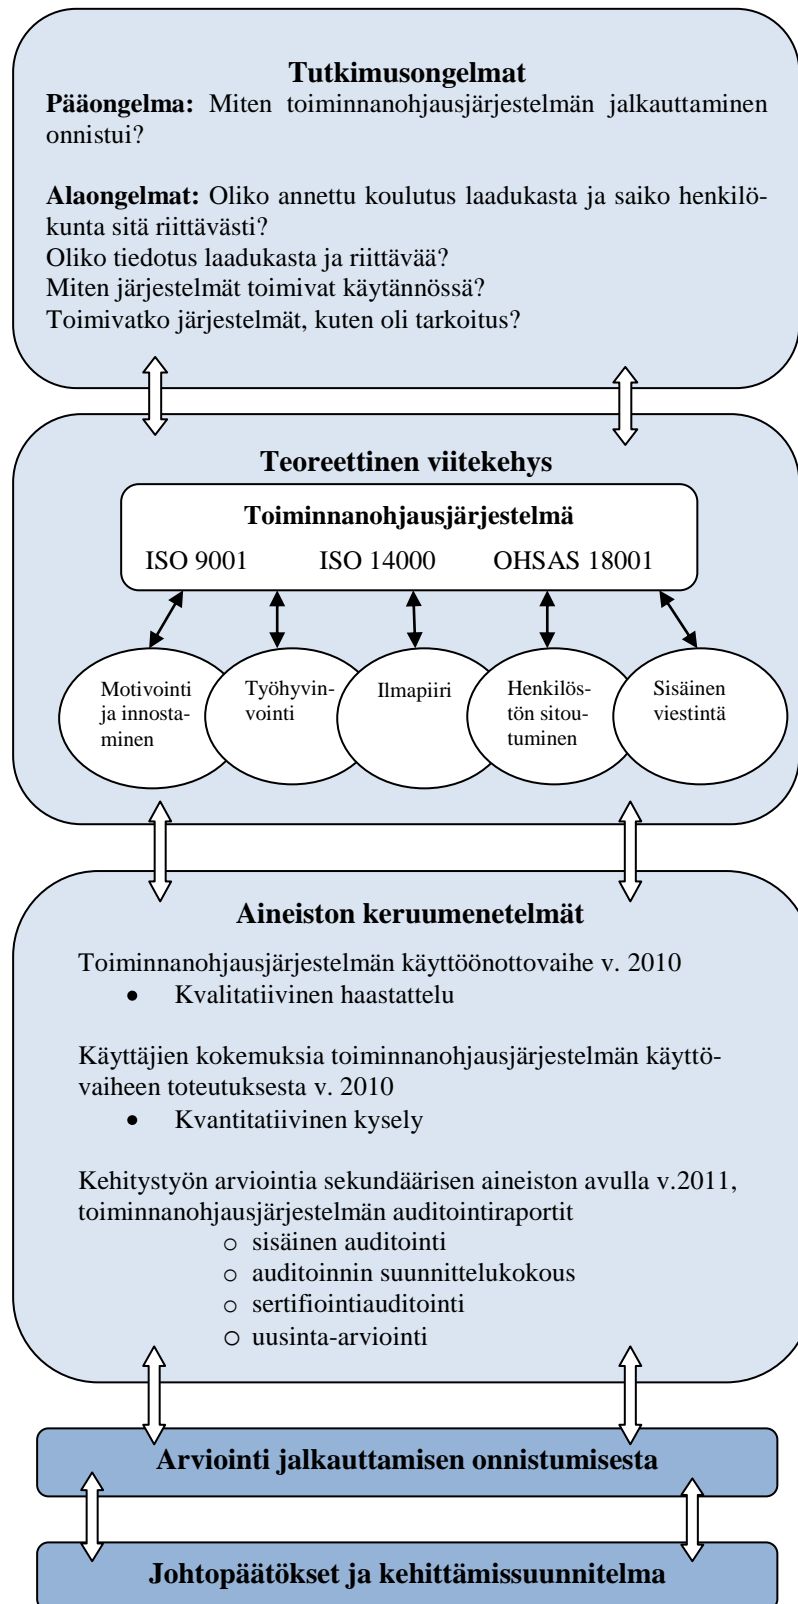 Tutkimusongelmat
Pääongelma: Miten toiminnanohjausjärjestelmän jalkauttaminen
onnistui?
Alaongelmat: Oliko annettu koulutus laadukasta ja saiko henkilö-
kunta sitä riittävästi?
Oliko tiedotus laadukasta ja riittävää?
Miten järjestelmät toimivat käytännössä?
Toimivatko järjestelmät, kuten oli tarkoitus?
Teoreettinen viitekehys
Toiminnanohjausjärjestelmä
ISO 9001 ISO 14000 OHSAS 18001
Motivointi
ja innosta-
minen
Työhyvin-
vointi
Ilmapiiri
Henkilös-
tön sitou-
tuminen
Sisäinen
viestintä
Aineiston keruumenetelmät
Toiminnanohjausjärjestelmän käyttöönottovaihe v. 2010
• Kvalitatiivinen haastattelu
Käyttäjien kokemuksia toiminnanohjausjärjestelmän käyttö-
vaiheen toteutuksesta v. 2010
• Kvantitatiivinen kysely
Kehitystyön arviointia sekundäärisen aineiston avulla v.2011,
toiminnanohjausjärjestelmän auditointiraportit
o sisäinen auditointi
o auditoinnin suunnittelukokous
o sertifiointiauditointi
o uusinta-arviointi
Arviointi jalkauttamisen onnistumisesta
Johtopäätökset ja kehittämissuunnitelma